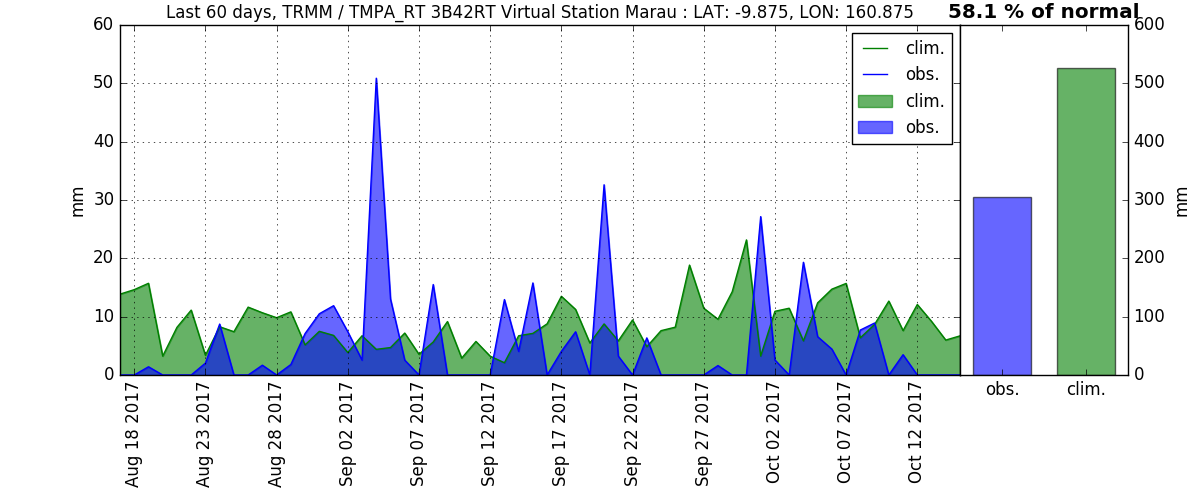 Last 60 days, TRMM / TMPA_RT 3B42RT Virtual Station Marau : LAT: -9.875, LON: 160.875
58.1 % of normal
60
50
40
30
20
10
0
mm
clim.
obs.
clim.
obs.
Aug 18 2017
Aug 23 2017
Aug 28 2017
Sep 02 2017
Sep 07 2017
Sep 12 2017
Sep 17 2017
Sep 22 2017
Sep 27 2017
Oct 02 2017
Oct 07 2017
Oct 12 2017
600
500
400
300
200
100
0
mm
obs.
clim.